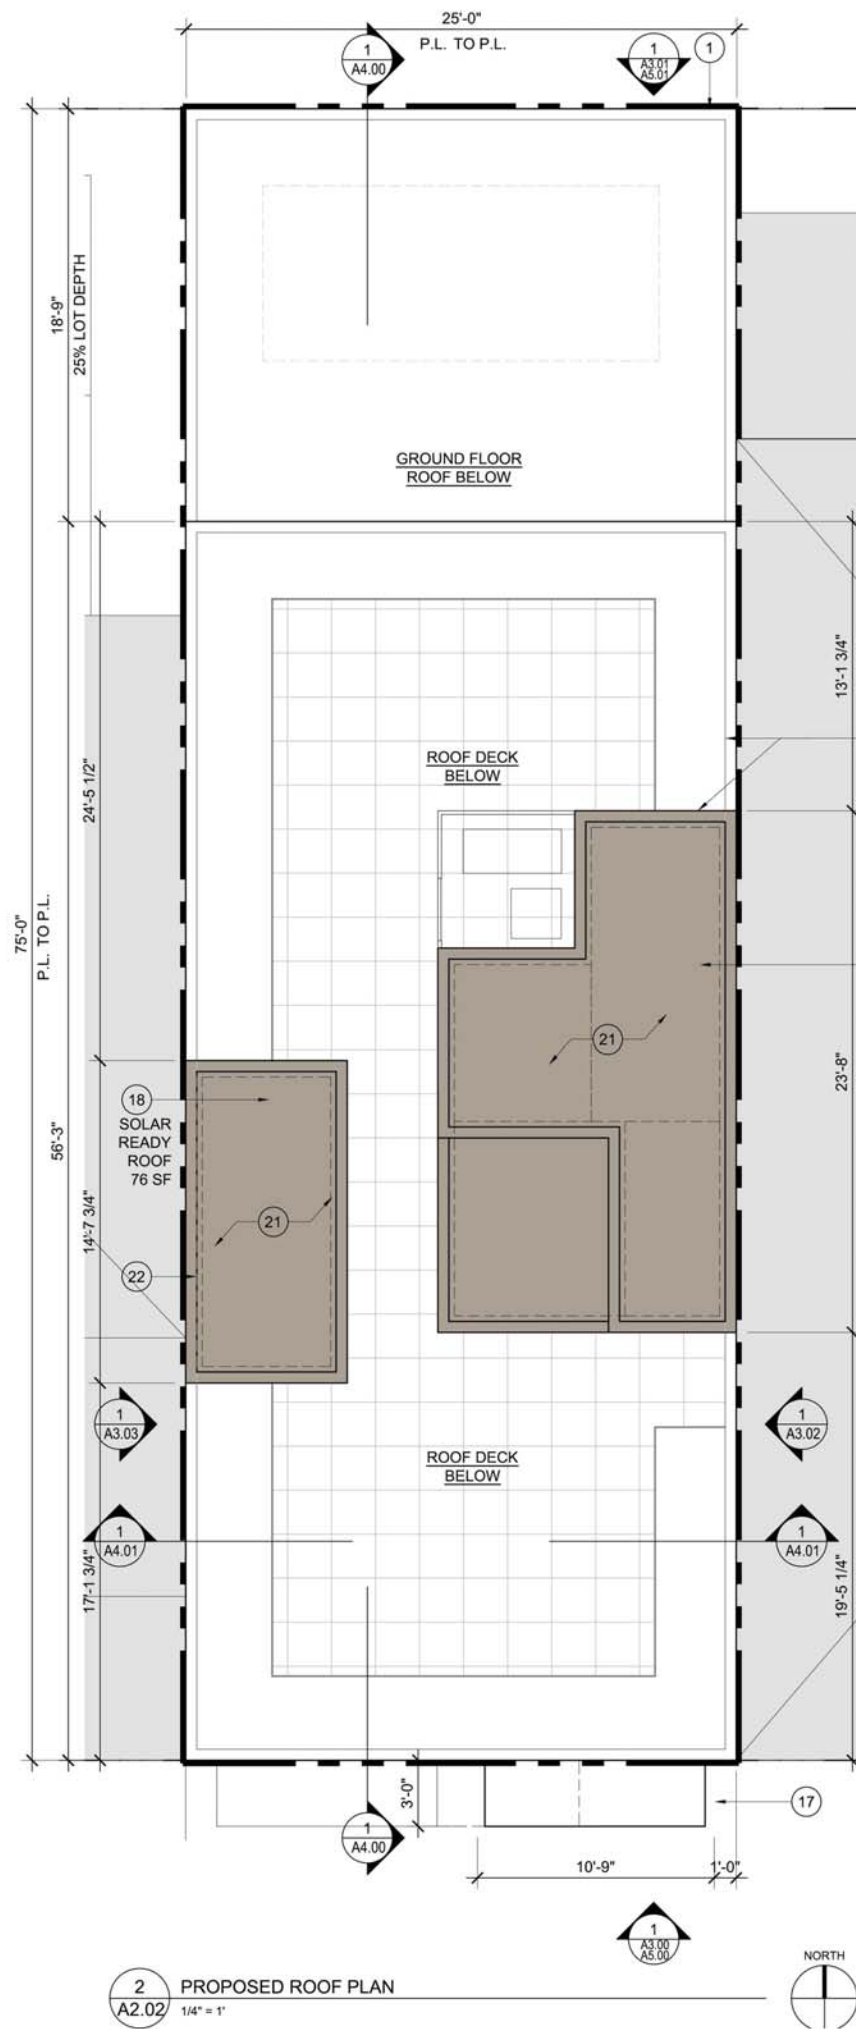 25'-0"
P.L. TO P.L.
1
A4.00
1
A3.01
A5.01
1
18'-9"
25% LOT DEPTH
GROUND FLOOR
ROOF BELOW
13'-1 3/4"
24'-5 1/2"
ROOF DECK
BELOW
75'-0"
P.L. TO P.L.
21
23'-8"
18
SOLAR
READY
ROOF
76 SF
56'-3"
14'-7 3/4"
21
22
1
A3.03
1
A3.02
ROOF DECK
BELOW
1
A4.01
1
A4.01
17'-1 3/4"
19'-5 1/4"
3'-0"
17
1
A4.00
10'-9"
1'-0"
1
A3.00
A5.00
NORTH
2
A2.02
PROPOSED ROOF PLAN
1/4" = 1'